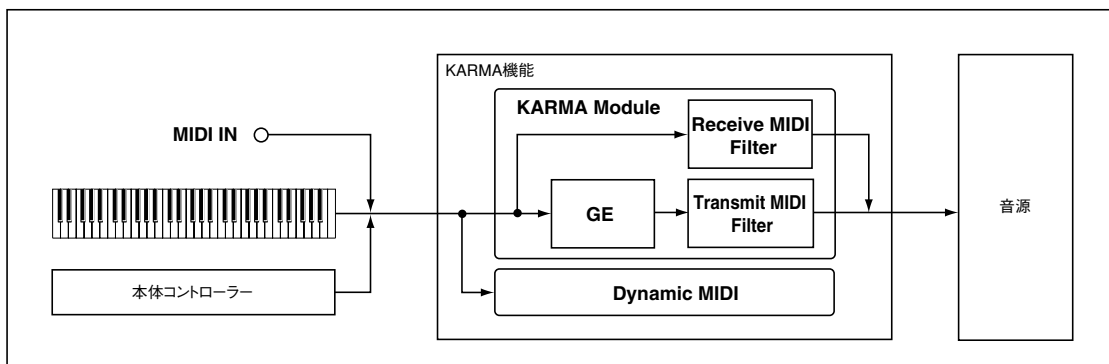 KARMA機能
KARMA Module
MIDI IN
Receive MIDI
Filter
GE
Transmit MIDI
Filter
音源
本体コントローラー
Dynamic MIDI